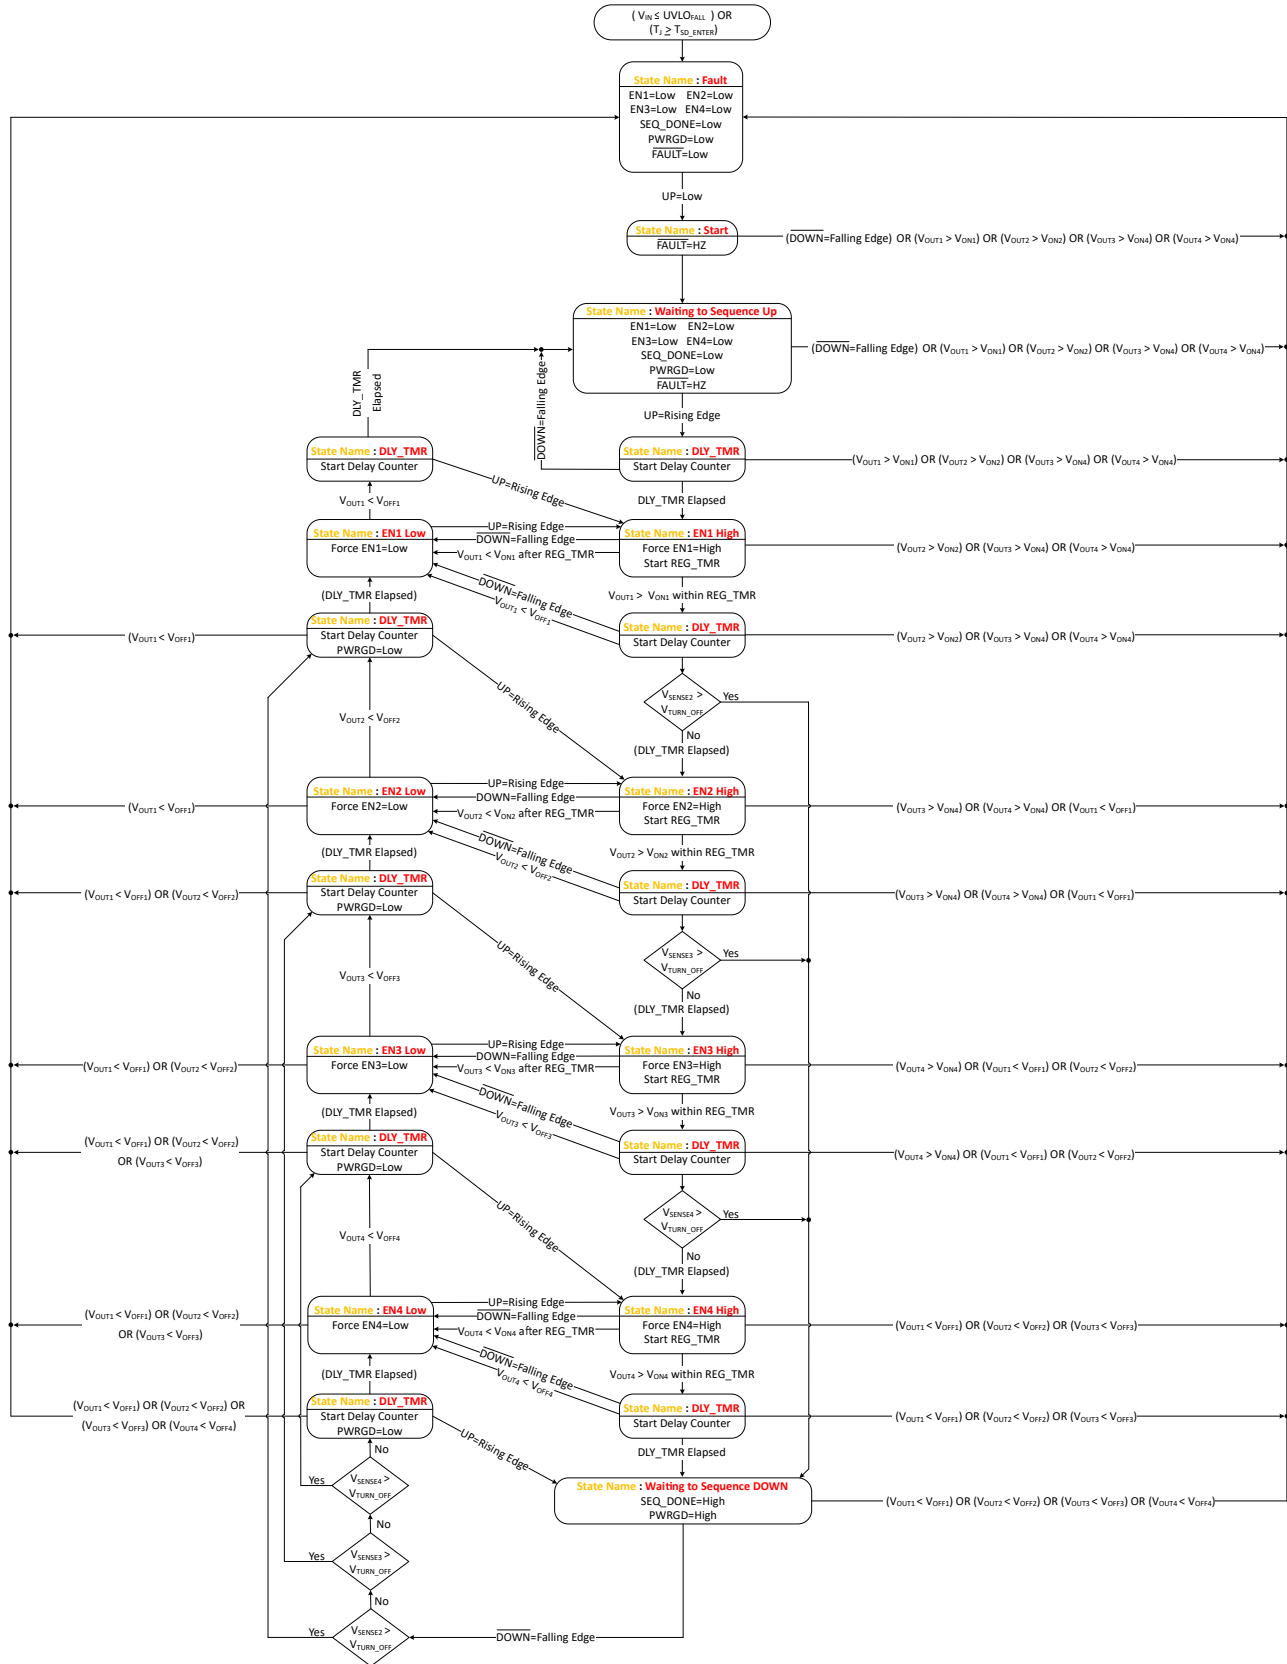 ( VIN ≤ UVLOFALL ) OR
(TJ ≥ TSD_ENTER)
State Name : Fault
EN1=Low EN2=Low
EN3=Low EN4=Low
SEQ_DONE=Low
PWRGD=Low
FAULT=Low
UP=Low
State Name : Start
FAULT=HZ
(DOWN=Falling Edge) OR (VOUT1 > VON1) OR (VOUT2 > VON2) OR (VOUT3 > VON4) OR (VOUT4 > VON4)
State Name : Waiting to Sequence Up
EN1=Low EN2=Low
EN3=Low EN4=Low
SEQ_DONE=Low
PWRGD=Low
FAULT=HZ
(DOWN=Falling Edge) OR (VOUT1 > VON1) OR (VOUT2 > VON2) OR (VOUT3 > VON4) OR (VOUT4 > VON4)
DLY_TMR
Elapsed
DOWN=Falling Edge
UP=Rising Edge
State Name : DLY_TMR
Start Delay Counter
State Name : DLY_TMR
Start Delay Counter
(VOUT1 > VON1) OR (VOUT2 > VON2) OR (VOUT3 > VON4) OR (VOUT4 > VON4)
VOUT1 < VOFF1
UP=Rising Edge
DLY_TMR Elapsed
State Name : EN1 Low
Force EN1=Low
UP=Rising Edge
DOWN=Falling Edge
VOUT1 < VON1 after REG_TMR
State Name : EN1 High
Force EN1=High
Start REG_TMR
(VOUT2 > VON2) OR (VOUT3 > VON4) OR (VOUT4 > VON4)
(DLY_TMR Elapsed)
DOWN=Falling Edge
VOUT1 < VOFF1
VOUT1 > VON1 within REG_TMR
(VOUT1 < VOFF1)
State Name : DLY_TMR
Start Delay Counter
PWRGD=Low
State Name : DLY_TMR
Start Delay Counter
(VOUT2 > VON2) OR (VOUT3 > VON4) OR (VOUT4 > VON4)
VSENSE2 >
VTURN_OFF
Yes
No
(DLY_TMR Elapsed)
VOUT2 < VOFF2
UP=Rising Edge
(VOUT1 < VOFF1)
State Name : EN2 Low
Force EN2=Low
UP=Rising Edge
DOWN=Falling Edge
VOUT2 < VON2 after REG_TMR
State Name : EN2 High
Force EN2=High
Start REG_TMR
(VOUT3 > VON4) OR (VOUT4 > VON4) OR (VOUT1 < VOFF1)
(DLY_TMR Elapsed)
DOWN=Falling Edge
VOUT2 < VOFF2
VOUT2 > VON2 within REG_TMR
(VOUT1 < VOFF1) OR (VOUT2 < VOFF2)
State Name : DLY_TMR
Start Delay Counter
PWRGD=Low
State Name : DLY_TMR
Start Delay Counter
(VOUT3 > VON4) OR (VOUT4 > VON4) OR (VOUT1 < VOFF1)
VSENSE3 >
VTURN_OFF
Yes
No
(DLY_TMR Elapsed)
VOUT3 < VOFF3
UP=Rising Edge
(VOUT1 < VOFF1) OR (VOUT2 < VOFF2)
State Name : EN3 Low
Force EN3=Low
UP=Rising Edge
DOWN=Falling Edge
VOUT3 < VON3 after REG_TMR
State Name : EN3 High
Force EN3=High
Start REG_TMR
(VOUT4 > VON4) OR (VOUT1 < VOFF1) OR (VOUT2 < VOFF2)
(DLY_TMR Elapsed)
DOWN=Falling Edge
VOUT3 < VOFF3
VOUT3 > VON3 within REG_TMR
(VOUT1 < VOFF1) OR (VOUT2 < VOFF2)
OR (VOUT3 < VOFF3)
State Name : DLY_TMR
Start Delay Counter
PWRGD=Low
State Name : DLY_TMR
Start Delay Counter
(VOUT4 > VON4) OR (VOUT1 < VOFF1) OR (VOUT2 < VOFF2)
VSENSE4 >
VTURN_OFF
Yes
No
(DLY_TMR Elapsed)
VOUT4 < VOFF4
UP=Rising Edge
(VOUT1 < VOFF1) OR (VOUT2 < VOFF2)
OR (VOUT3 < VOFF3)
State Name : EN4 Low
Force EN4=Low
UP=Rising Edge
DOWN=Falling Edge
VOUT4 < VON4 after REG_TMR
State Name : EN4 High
Force EN4=High
Start REG_TMR
(VOUT1 < VOFF1) OR (VOUT2 < VOFF2) OR (VOUT3 < VOFF3)
(DLY_TMR Elapsed)
DOWN=Falling Edge
VOUT4 < VOFF4
VOUT4 > VON4 within REG_TMR
(VOUT1 < VOFF1) OR (VOUT2 < VOFF2) OR
(VOUT3 < VOFF3) OR (VOUT4 < VOFF4)
State Name : DLY_TMR
Start Delay Counter
PWRGD=Low
State Name : DLY_TMR
Start Delay Counter
(VOUT1 < VOFF1) OR (VOUT2 < VOFF2) OR (VOUT3 < VOFF3)
UP=Rising Edge
DLY_TMR Elapsed
No
VSENSE4 >
VTURN_OFF
Yes
State Name : Waiting to Sequence DOWN
SEQ_DONE=High
PWRGD=High
(VOUT1 < VOFF1) OR (VOUT2 < VOFF2) OR (VOUT3 < VOFF3) OR (VOUT4 < VOFF4)
No
VSENSE3 >
VTURN_OFF
Yes
No
VSENSE2 >
VTURN_OFF
Yes
DOWN=Falling Edge